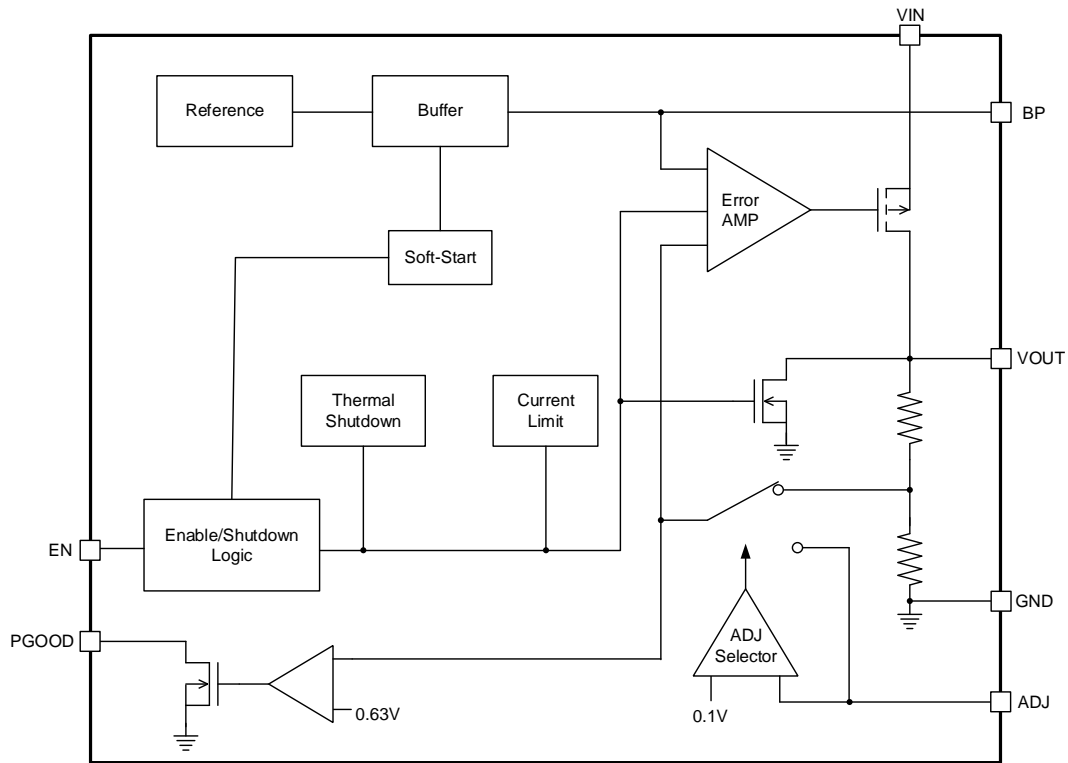 VIN
Reference
Buffer
BP
Error
AMP
Soft-Start
VOUT
Thermal
Shutdown
Current
Limit
EN
Enable/Shutdown
Logic
GND
PGOOD
ADJ
Selector
0.63V
0.1V
ADJ